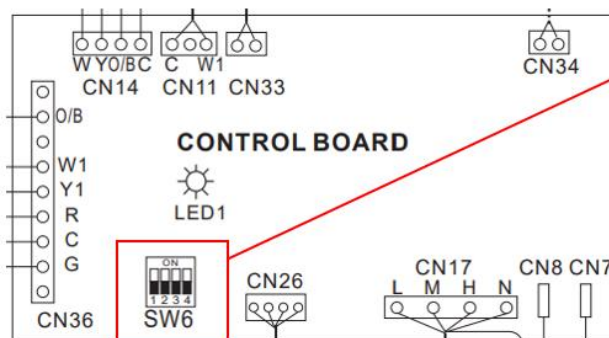 W Y O/B C
C W1
CN14
CN11
CN33
CN34
O/B
CONTROL BOARD
W1
Y1
R
LED1
C
G
ON
1 2 3 4
SW6
CN36
CN26
CN17
L M H N
CN8
CN7